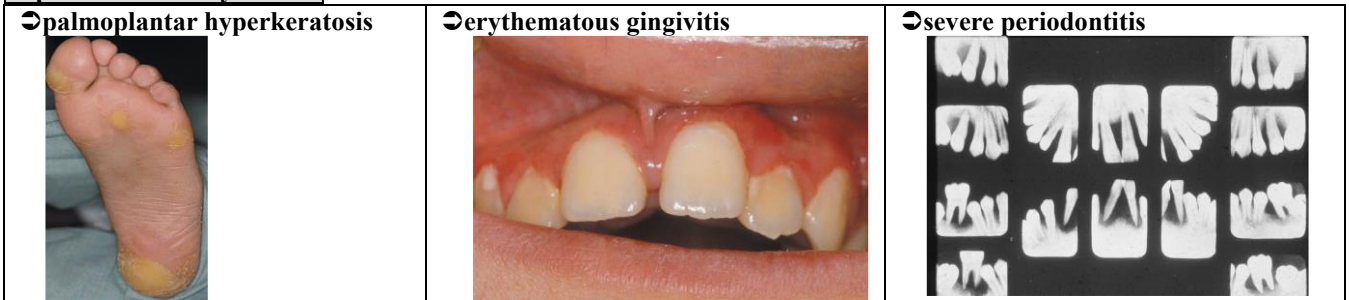 ➲palmoplantar hyperkeratosis
➲erythematous gingivitis
➲severe periodontitis